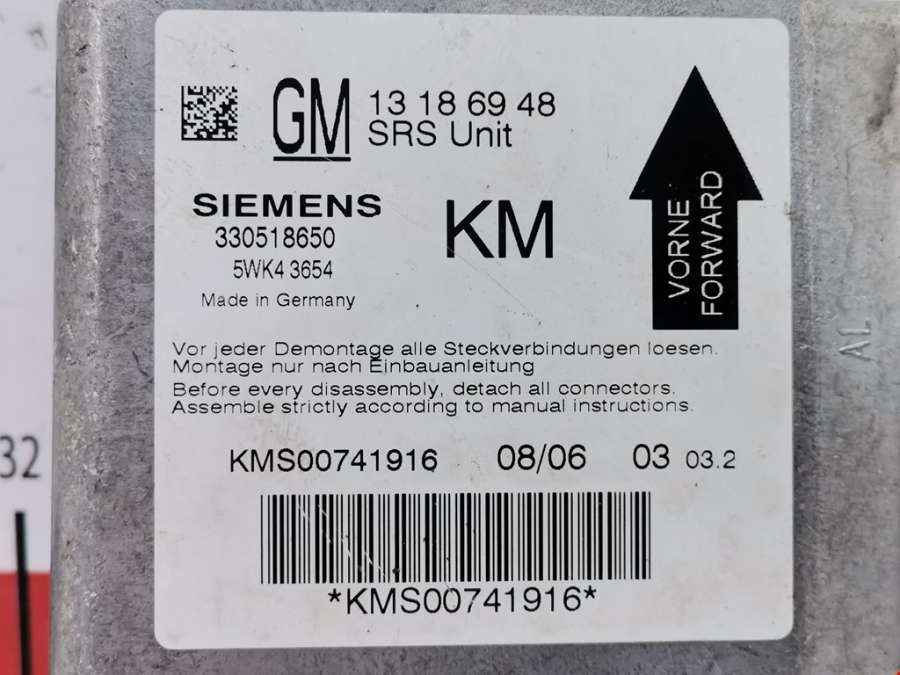 GM 13 18 69 48
SRS Unit
SIEMENS
330518650
5WK4 3654
Made in Germany
KM
VORNE
FORWARD
Vor jeder Demontage alle Steckverbindungen loesen.
Montage nur nach Einbauanleitung
Before every disassembly, detach all connectors.
Assemble strictly according to manual instructions.
KMS00741916 08/06 03 03.2
*KMS00741916*
AL
32